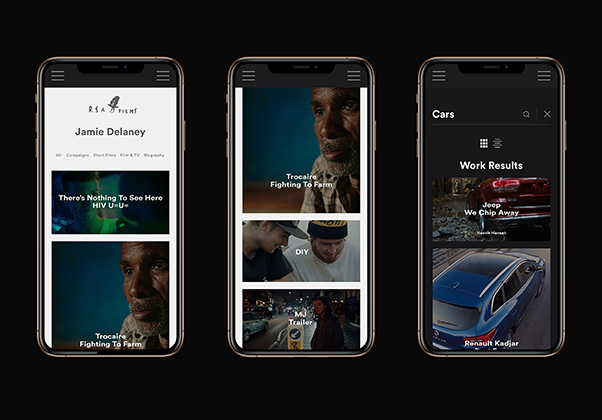 RSA FILMS
Jamie Delaney
All Campaigns Short Films Film & TV Biography
There's Nothing To See Here
HIV U=U=
Trocaire
Fighting To Farm
Trocaire
Fighting To Farm
DIY
MJ
Trailer
Cars
Work Results
Jeep
We Chip Away
Henrik Hansen
Renault Kadjar